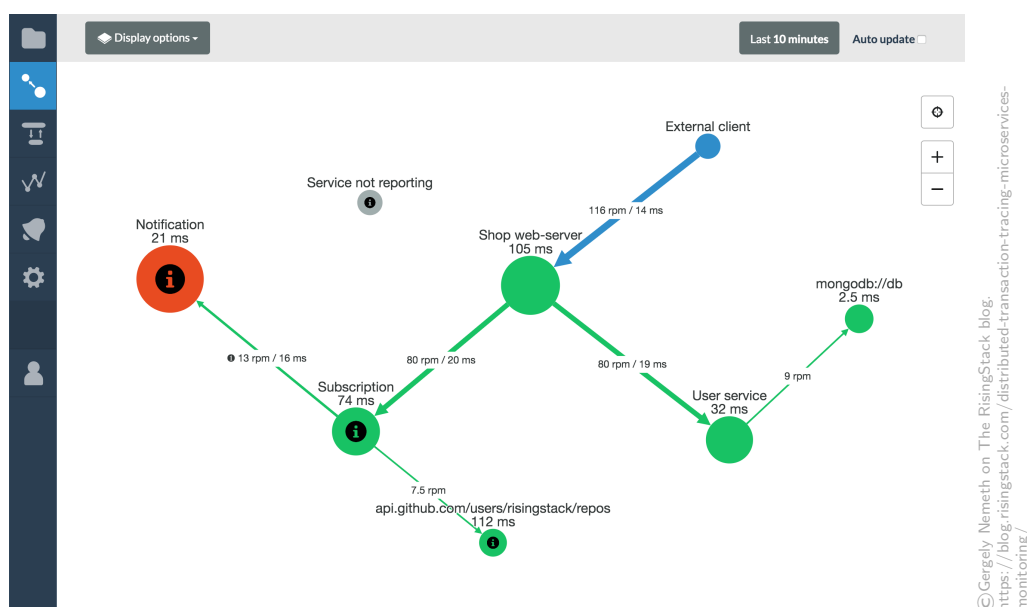 Display options
Last 10 minutes
Auto update
External client
116 rpm / 14 ms
Service not reporting
Notification
21 ms
Shop web-server
105 ms
mongodb://db
2.5 ms
13 rpm / 16 ms
80 rpm / 20 ms
80 rpm / 19 ms
9 rpm
Subscription
74 ms
User service
32 ms
7.5 rpm
api.github.com/users/risingstack/repos
112 ms
©Gergely Nemeth on The RisingStack blog.
https://blog.risingstack.com/distributed-transaction-tracing-microservices-
monitoring/